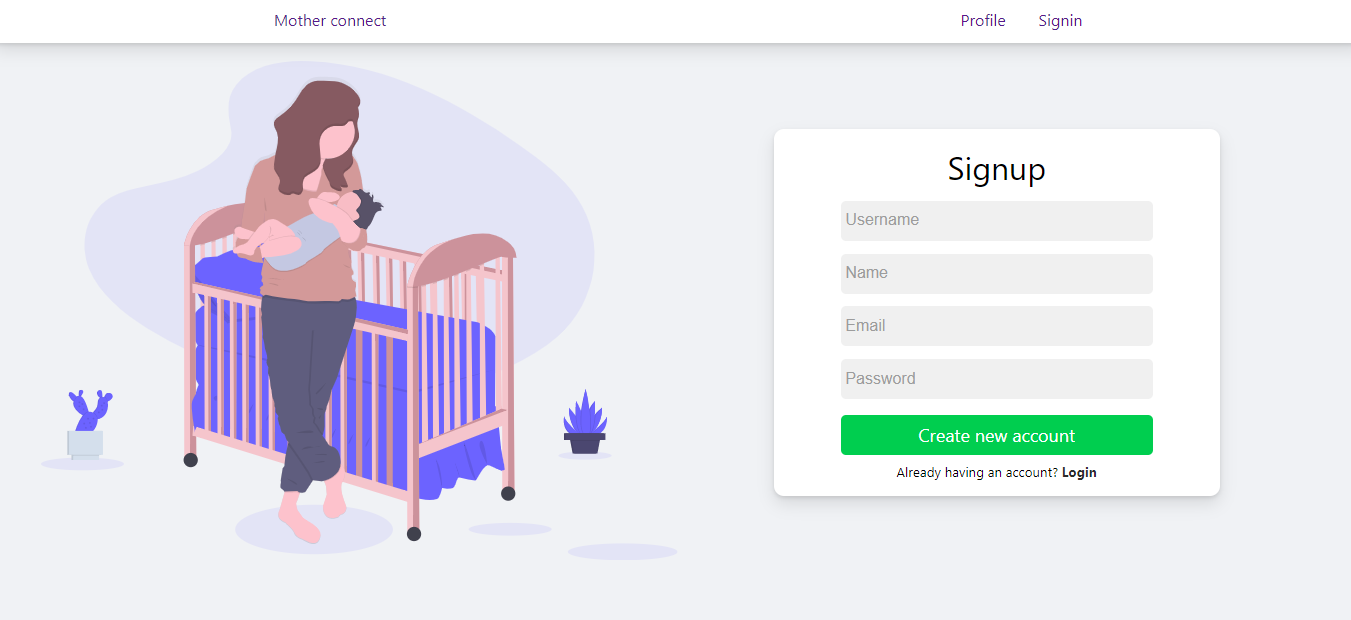 Mother connect
Profile
Signin
Signup
Username
Name
Email
Password
Create new account
Already having an account? Login